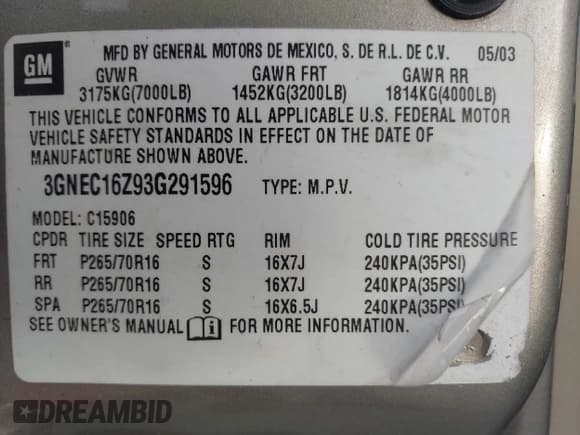 GM
MFD BY GENERAL MOTORS DE MEXICO, S. DE R.L. DE C.V. 05/03
GVWR GAWR FRT GAWR RR
3175KG(7000LB) 1452KG(3200LB) 1814KG(4000LB)
THIS VEHICLE CONFORMS TO ALL APPLICABLE U.S. FEDERAL MOTOR
VEHICLE SAFETY STANDARDS IN EFFECT ON THE DATE OF
MANUFACTURE SHOWN ABOVE.
3GNEC16Z93G291596 TYPE: M.P.V.
MODEL: C15906
CPDR TIRE SIZE SPEED RTG RIM COLD TIRE PRESSURE
FRT P265/70R16 S 16X7J 240KPA(35PSI)
RR P265/70R16 S 16X7J 240KPA(35PSI)
SPA P265/70R16 S 16X6.5J 240KPA(35PSI)
SEE OWNER'S MANUAL i FOR MORE INFORMATION.
DREAMBID